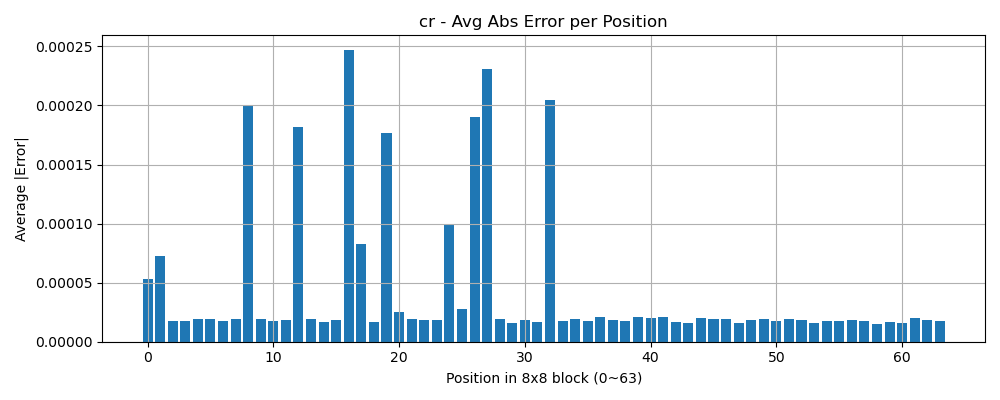 cr - Avg Abs Error per Position
Average |Error|
0.00025
0.00020
0.00015
0.00010
0.00005
0.00000
0 10 20 30 40 50 60
Position in 8x8 block (0~63)